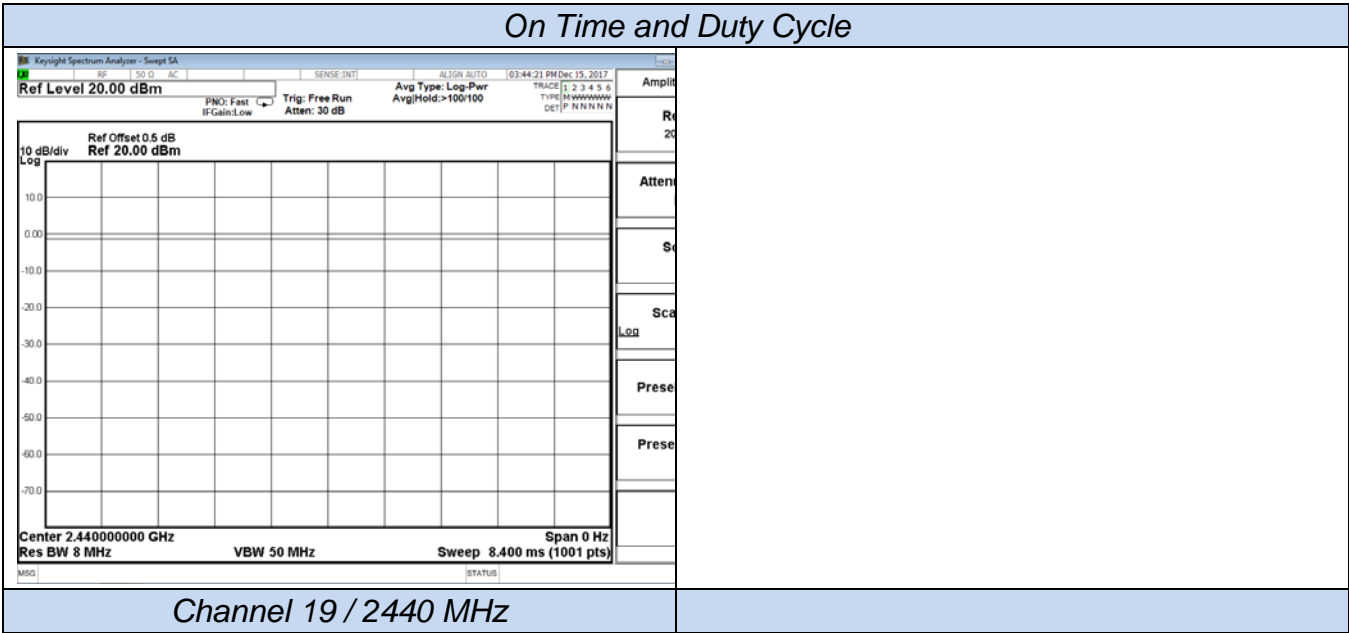 On Time and Duty Cycle
Keysight Spectrum Analyzer - Swept SA
RF 50 Ω AC SENSE:INT ALIGN AUTO 03:44:21 PM Dec 15, 2017
Ref Level 20.00 dBm
PNO: Fast
IFGain:Low
Trig: Free Run
Atten: 30 dB
Avg Type: Log-Pwr
Avg|Hold:>100/100
TRACE 1 2 3 4 5 6
TYPE M W W W W W
DET P N N N N N
Ref Offset 0.5 dB
10 dB/div Ref 20.00 dBm
Log
10.0
0.00
-10.0
-20.0
-30.0
-40.0
-50.0
-60.0
-70.0
Center 2.440000000 GHz Span 0 Hz
Res BW 8 MHz VBW 50 MHz Sweep 8.400 ms (1001 pts)
MSG STATUS
Amplit
Re
20
Atten
Sc
Sca
Log
Prese
Prese
Channel 19 / 2440 MHz